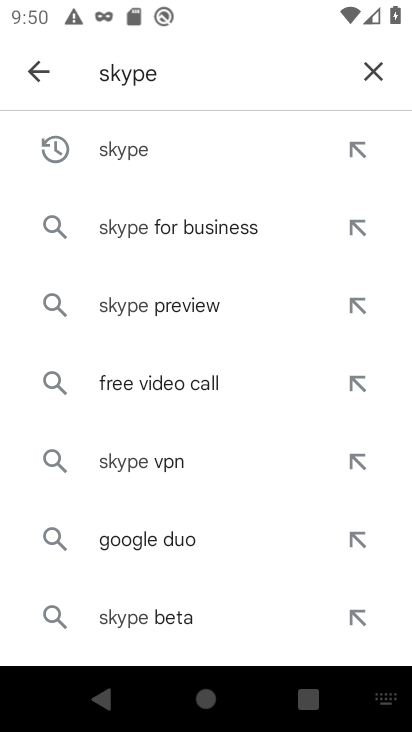 9:50
skype
skype
skype for business
skype preview
free video call
skype vpn
google duo
skype beta